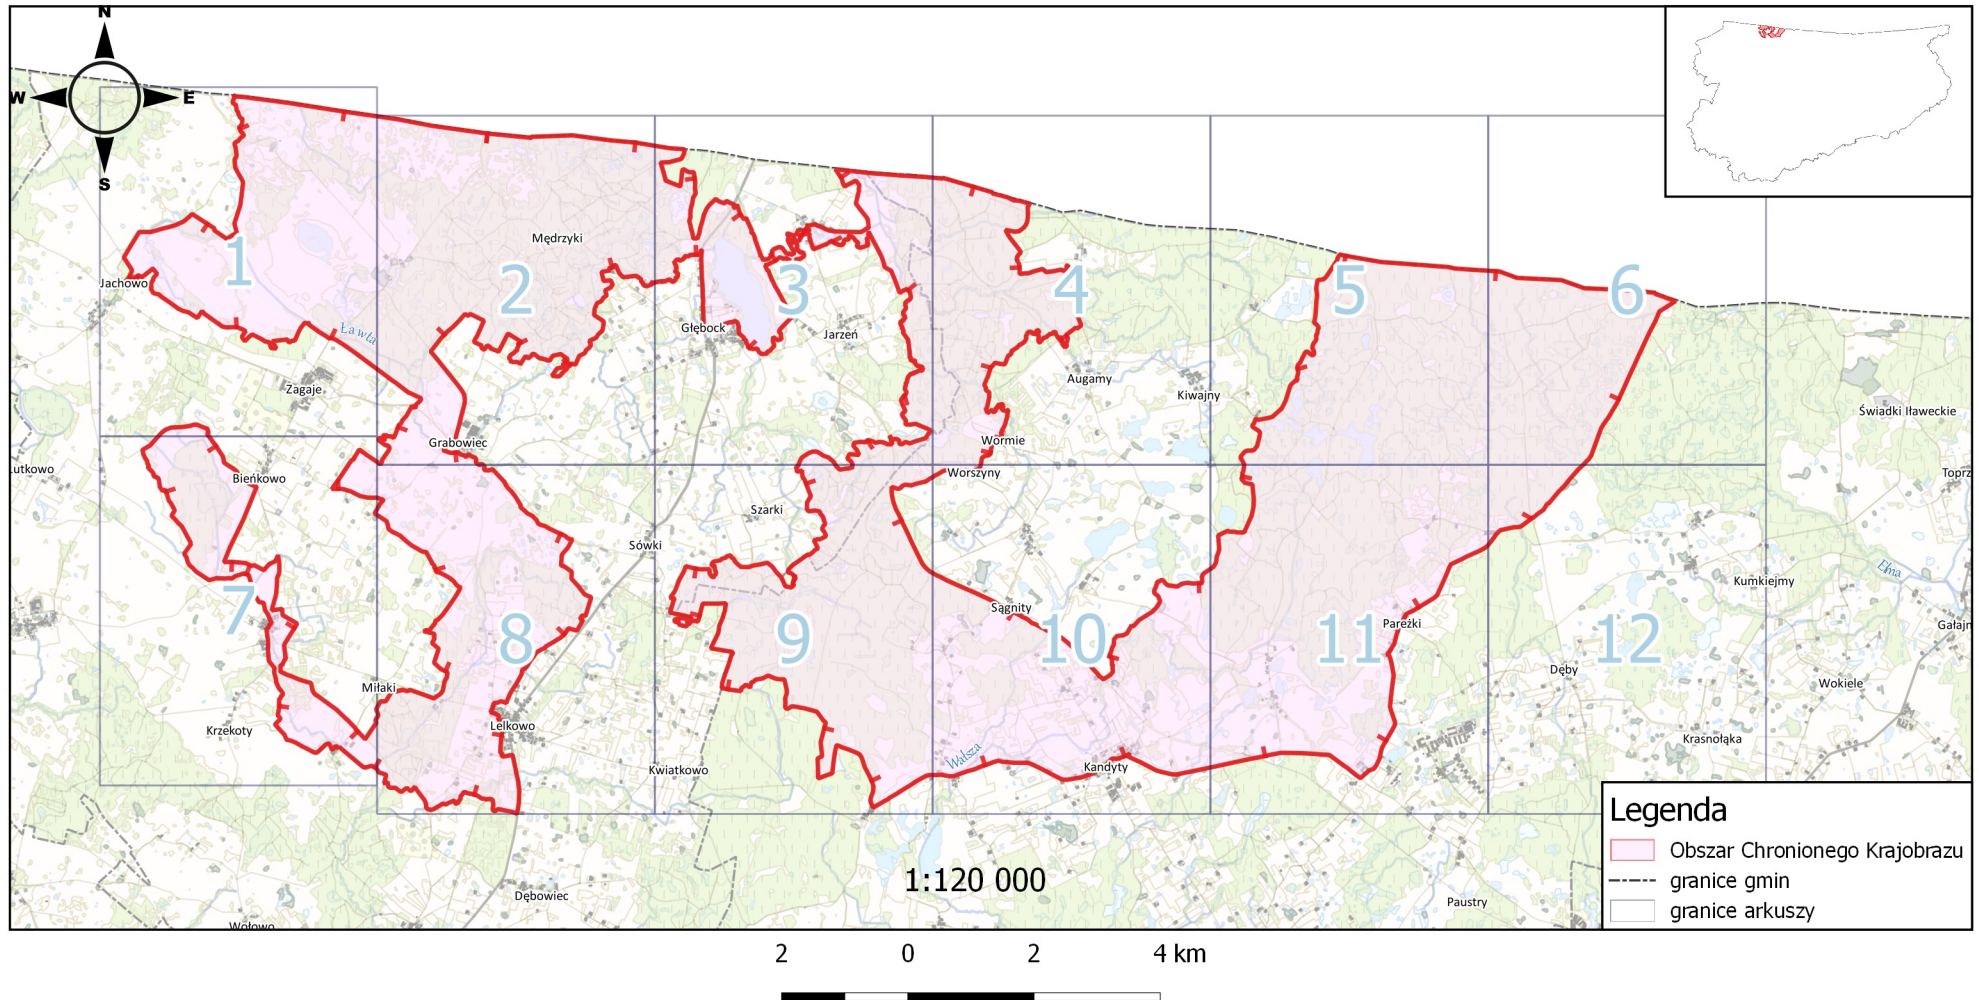 N
W
E
S
Mędrzyki
1
2
3
4
5
6
Jachowo
Ławta
Głębock
Jarzeń
Zagaje
Augamy
Kiwajny
Świadki Iławeckie
Grabowiec
Wormie
Lutkowo
Bieńkowo
Worszyny
Toprz
Szarki
Sówki
Elma
Kumkiejmy
7
8
9
Sągnity
10
11
Pareżki
12
Gałajn
Dęby
Miłaki
Wokiele
Krzekoty
Lelkowo
Krasnołąka
Kwiatkowo
Wałsza
Kandyty
Legenda
Obszar Chronionego Krajobrazu
granice gmin
granice arkuszy
1:120 000
Dębowiec
Paustry
Wołowo
2 0 2 4 km